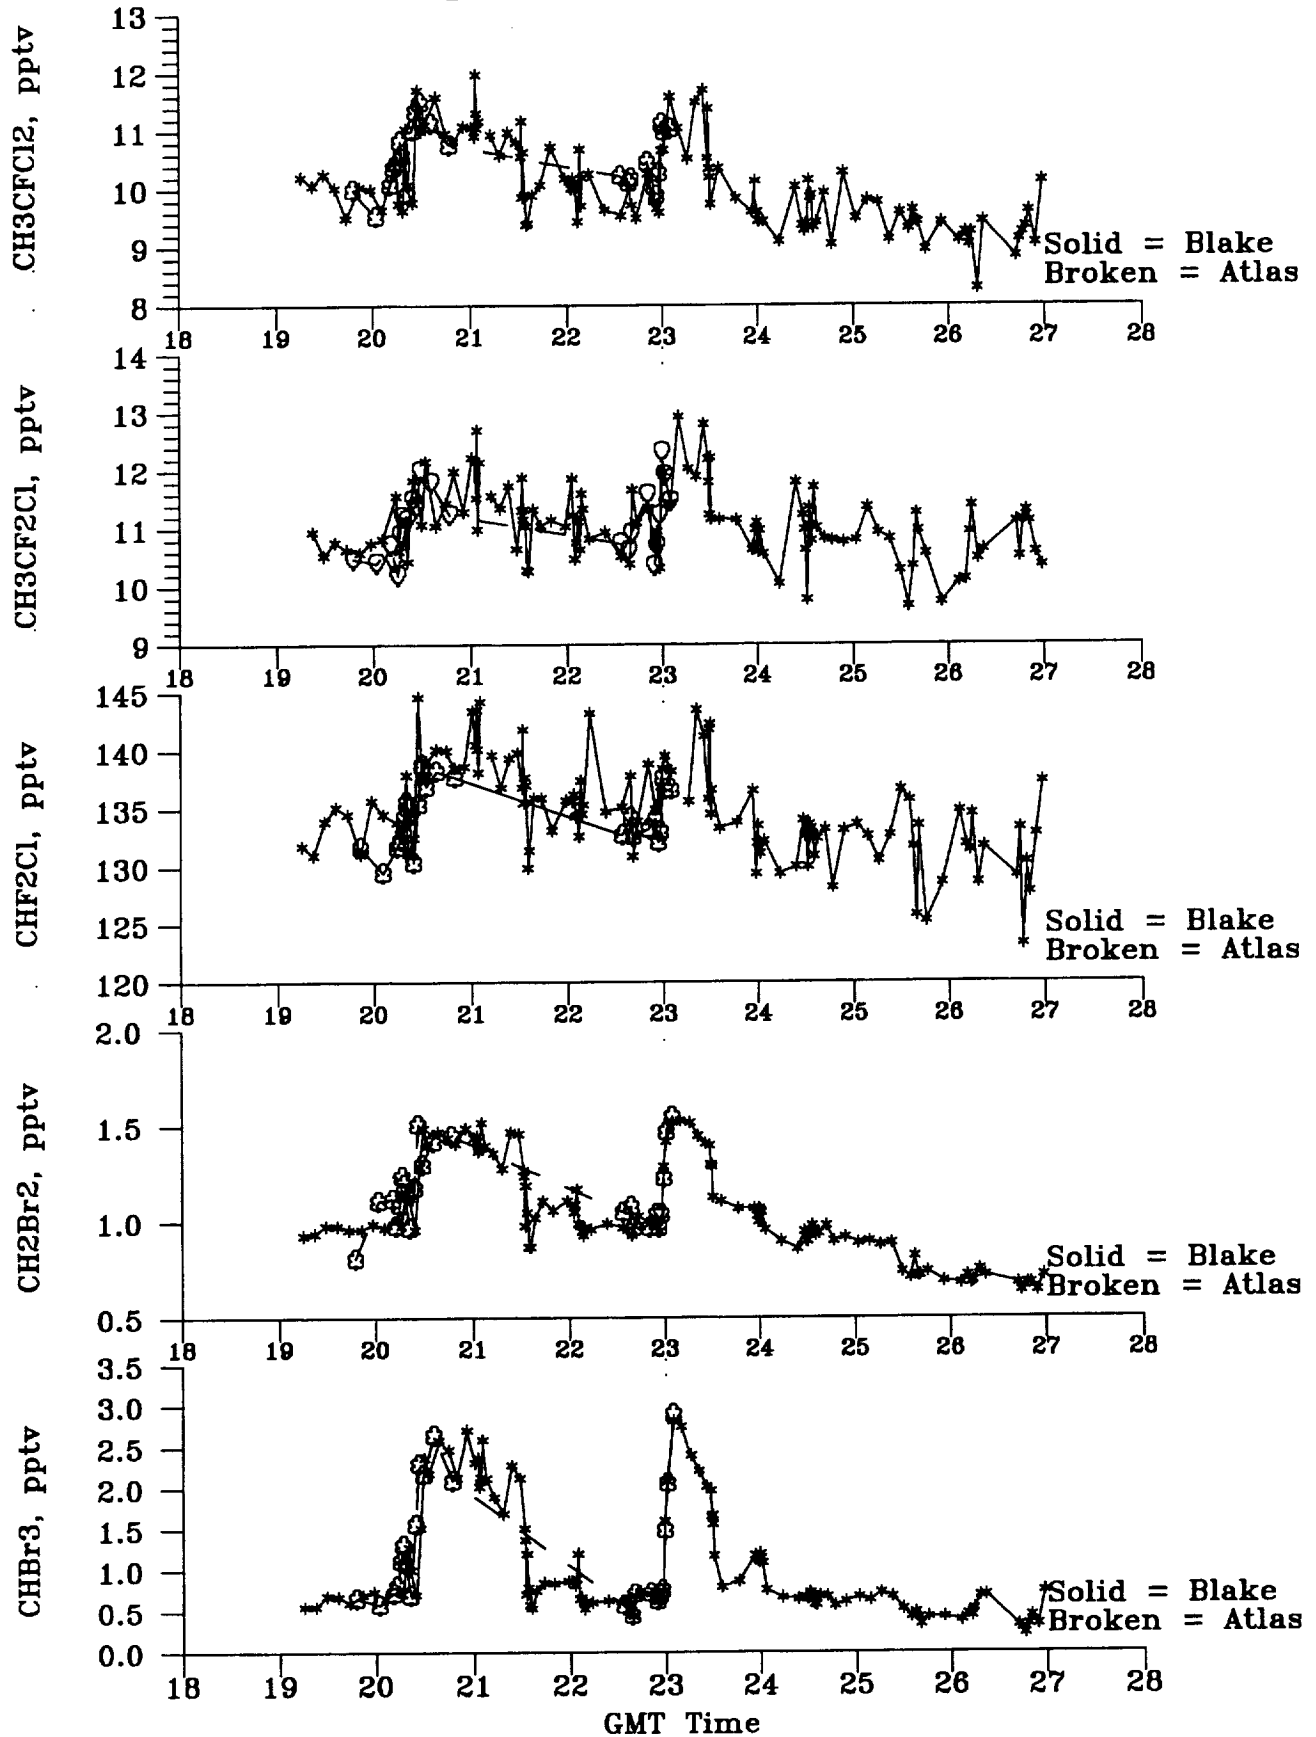 CH3CFCl2, pptv
13
12
11
10
9
8
Solid = Blake
Broken = Atlas
18 19 20 21 22 23 24 25 26 27 28
CH3CF2Cl, pptv
14
13
12
11
10
9
18 19 20 21 22 23 24 25 26 27 28
CHF2Cl, pptv
145
140
135
130
125
120
Solid = Blake
Broken = Atlas
18 19 20 21 22 23 24 25 26 27 28
CH2Br2, pptv
2.0
1.5
1.0
0.5
Solid = Blake
Broken = Atlas
18 19 20 21 22 23 24 25 26 27 28
CHBr3, pptv
3.5
3.0
2.5
2.0
1.5
1.0
0.5
0.0
Solid = Blake
Broken = Atlas
18 19 20 21 22 23 24 25 26 27 28
GMT Time